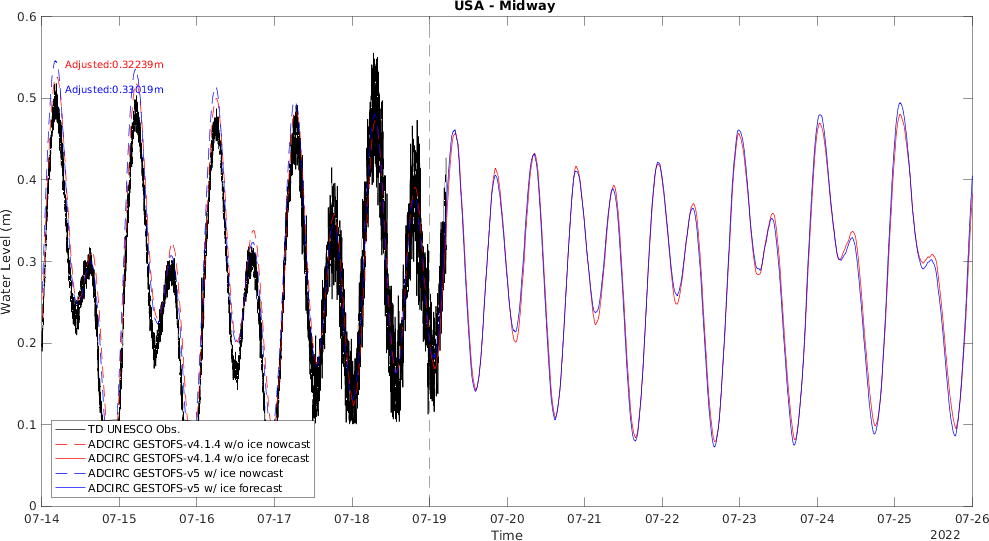 USA - Midway
0.6
0.5
0.4
0.3
0.2
0.1
0
Water Level (m)
Adjusted:0.32239m
Adjusted:0.33019m
TD UNESCO Obs.
ADCIRC GESTOFS-v4.1.4 w/o ice nowcast
ADCIRC GESTOFS-v4.1.4 w/o ice forecast
ADCIRC GESTOFS-v5 w/ ice nowcast
ADCIRC GESTOFS-v5 w/ ice forecast
07-14 07-15 07-16 07-17 07-18 07-19 07-20 07-21 07-22 07-23 07-24 07-25 07-26
Time
2022